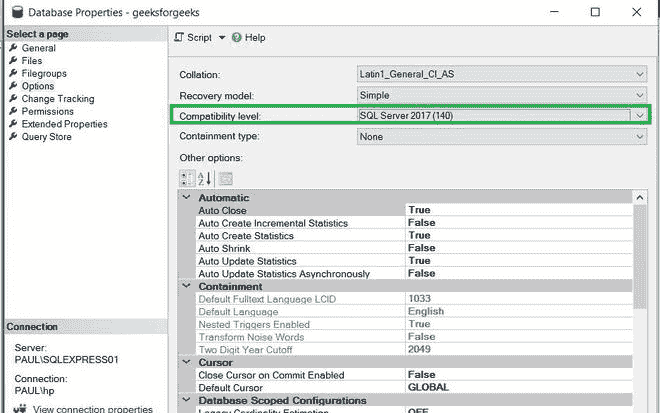 Database Properties - geeksforgeeks
Select a page
General
Files
Filegroups
Options
Change Tracking
Permissions
Extended Properties
Query Store
Script Help
Collation: Latin1_General_CI_AS
Recovery model: Simple
Compatibility level: SQL Server 2017 (140)
Containment type: None
Other options:
Automatic
Auto Close True
Auto Create Incremental Statistics False
Auto Create Statistics True
Auto Shrink False
Auto Update Statistics True
Auto Update Statistics Asynchronously False
Containment
Default Fulltext Language LCID 1033
Default Language English
Nested Triggers Enabled True
Transform Noise Words False
Two Digit Year Cutoff 2049
Cursor
Close Cursor on Commit Enabled False
Default Cursor GLOBAL
Database Scoped Configurations
Legacy Cardinality Estimation OFF
Connection
Server:
PAUL\SQLEXPRESS01
Connection:
PAUL\hp
View connection properties